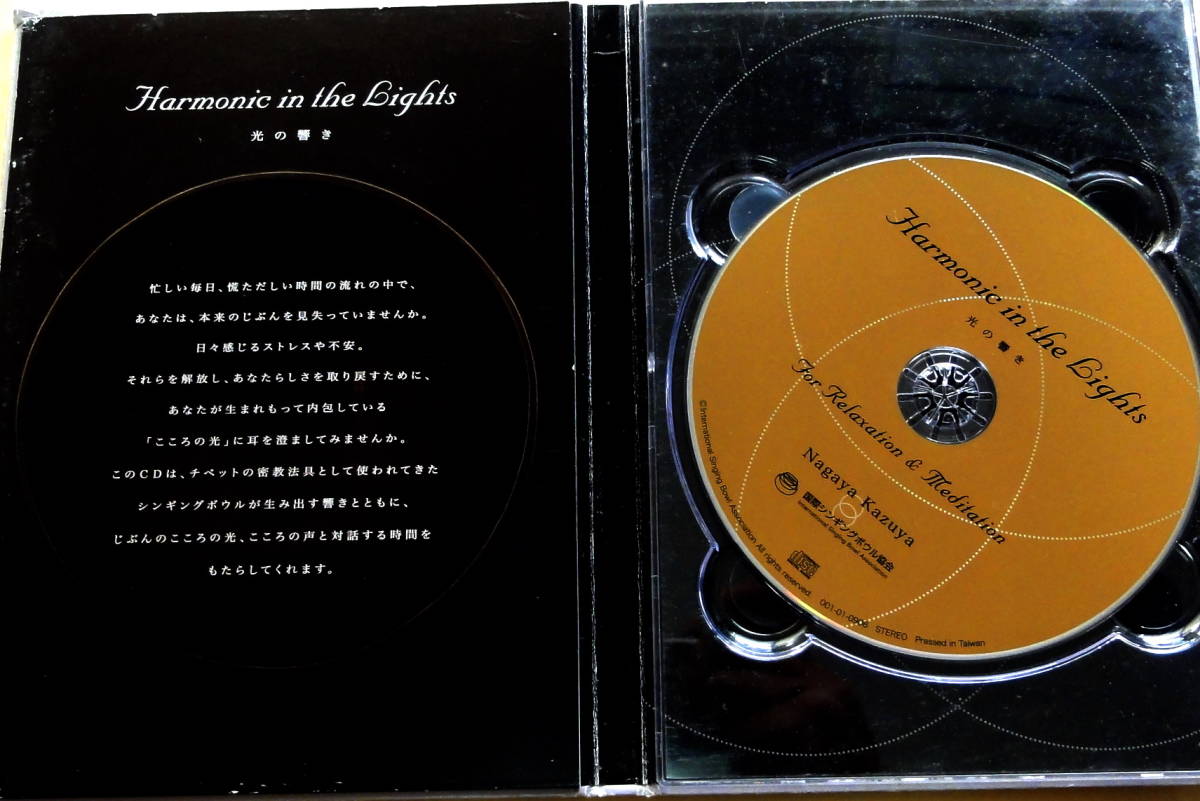 Harmonic in the Lights
光の響き
忙しい毎日、慌ただしい時間の流れの中で、
あなたは、本来のじぶんを見失っていませんか。
日々感じるストレスや不安。
それらを解放し、あなたらしさを取り戻すために、
あなたが生まれもって内包している
「こころの光」に耳を澄ましてみませんか。
このCDは、チベットの密教法具として使われてきた
シンギングボウルが生み出す響きとともに、
じぶんのこころの光、こころの声と対話する時間を
もたらしてくれます。
Harmonic in the Lights
光の響き
For Relaxation & Meditation
Nagaya Kazuya
国際シンギングボウル協会
International Singing Bowl Association
©International Singing Bowl Association All rights reserved. 001-01-0906 STEREO Pressed in Taiwan